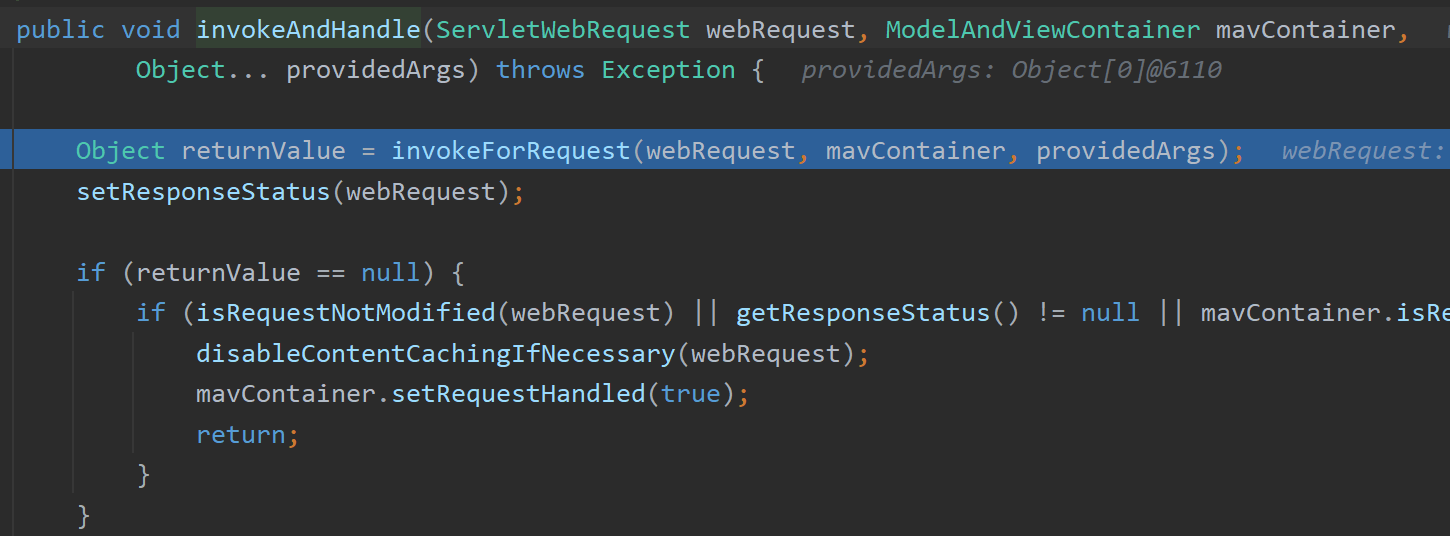 public void invokeAndHandle(ServletWebRequest webRequest, ModelAndViewContainer mavContainer,
Object... providedArgs) throws Exception { providedArgs: Object[0]@6110
Object returnValue = invokeForRequest(webRequest, mavContainer, providedArgs); webRequest:
setResponseStatus(webRequest);
if (returnValue == null) {
if (isRequestNotModified(webRequest) || getResponseStatus() != null || mavContainer.isRe
disableContentCachingIfNecessary(webRequest);
mavContainer.setRequestHandled(true);
return;
}
}